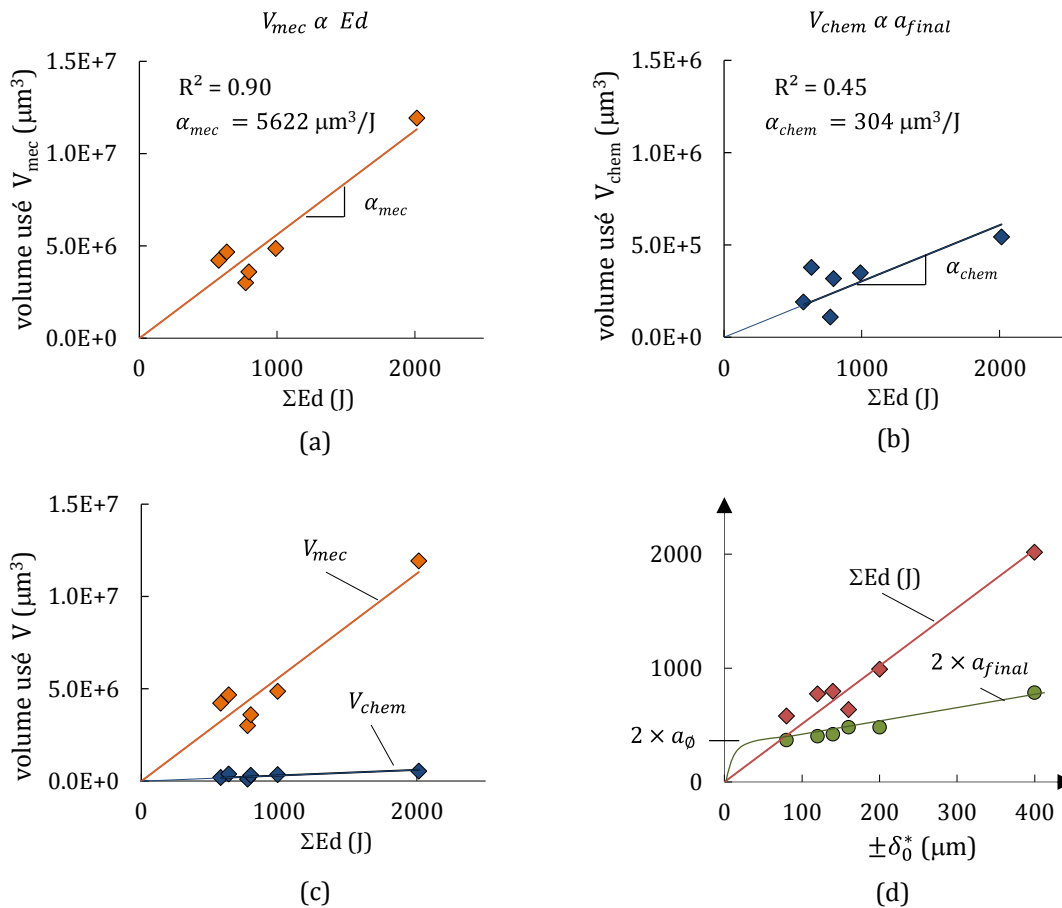 V_mec α Ed
1.5E+7
1.0E+7
5.0E+6
0.0E+0
volume usé V_mec (μm³)
R² = 0.90
α_mec = 5622 μm³/J
α_mec
0 1000 2000
ΣEd (J)
(a)
V_chem α a_final
1.5E+6
1.0E+6
5.0E+5
0.0E+0
volume usé V_chem (μm³)
R² = 0.45
α_chem = 304 μm³/J
α_chem
0 1000 2000
ΣEd (J)
(b)
1.5E+7
1.0E+7
5.0E+6
0.0E+0
volume usé V (μm³)
V_mec
V_chem
0 1000 2000
ΣEd (J)
(c)
2000
1000
0
ΣEd (J)
2 × a_final
2 × a_∅
0 100 200 300 400
±δ₀* (μm)
(d)